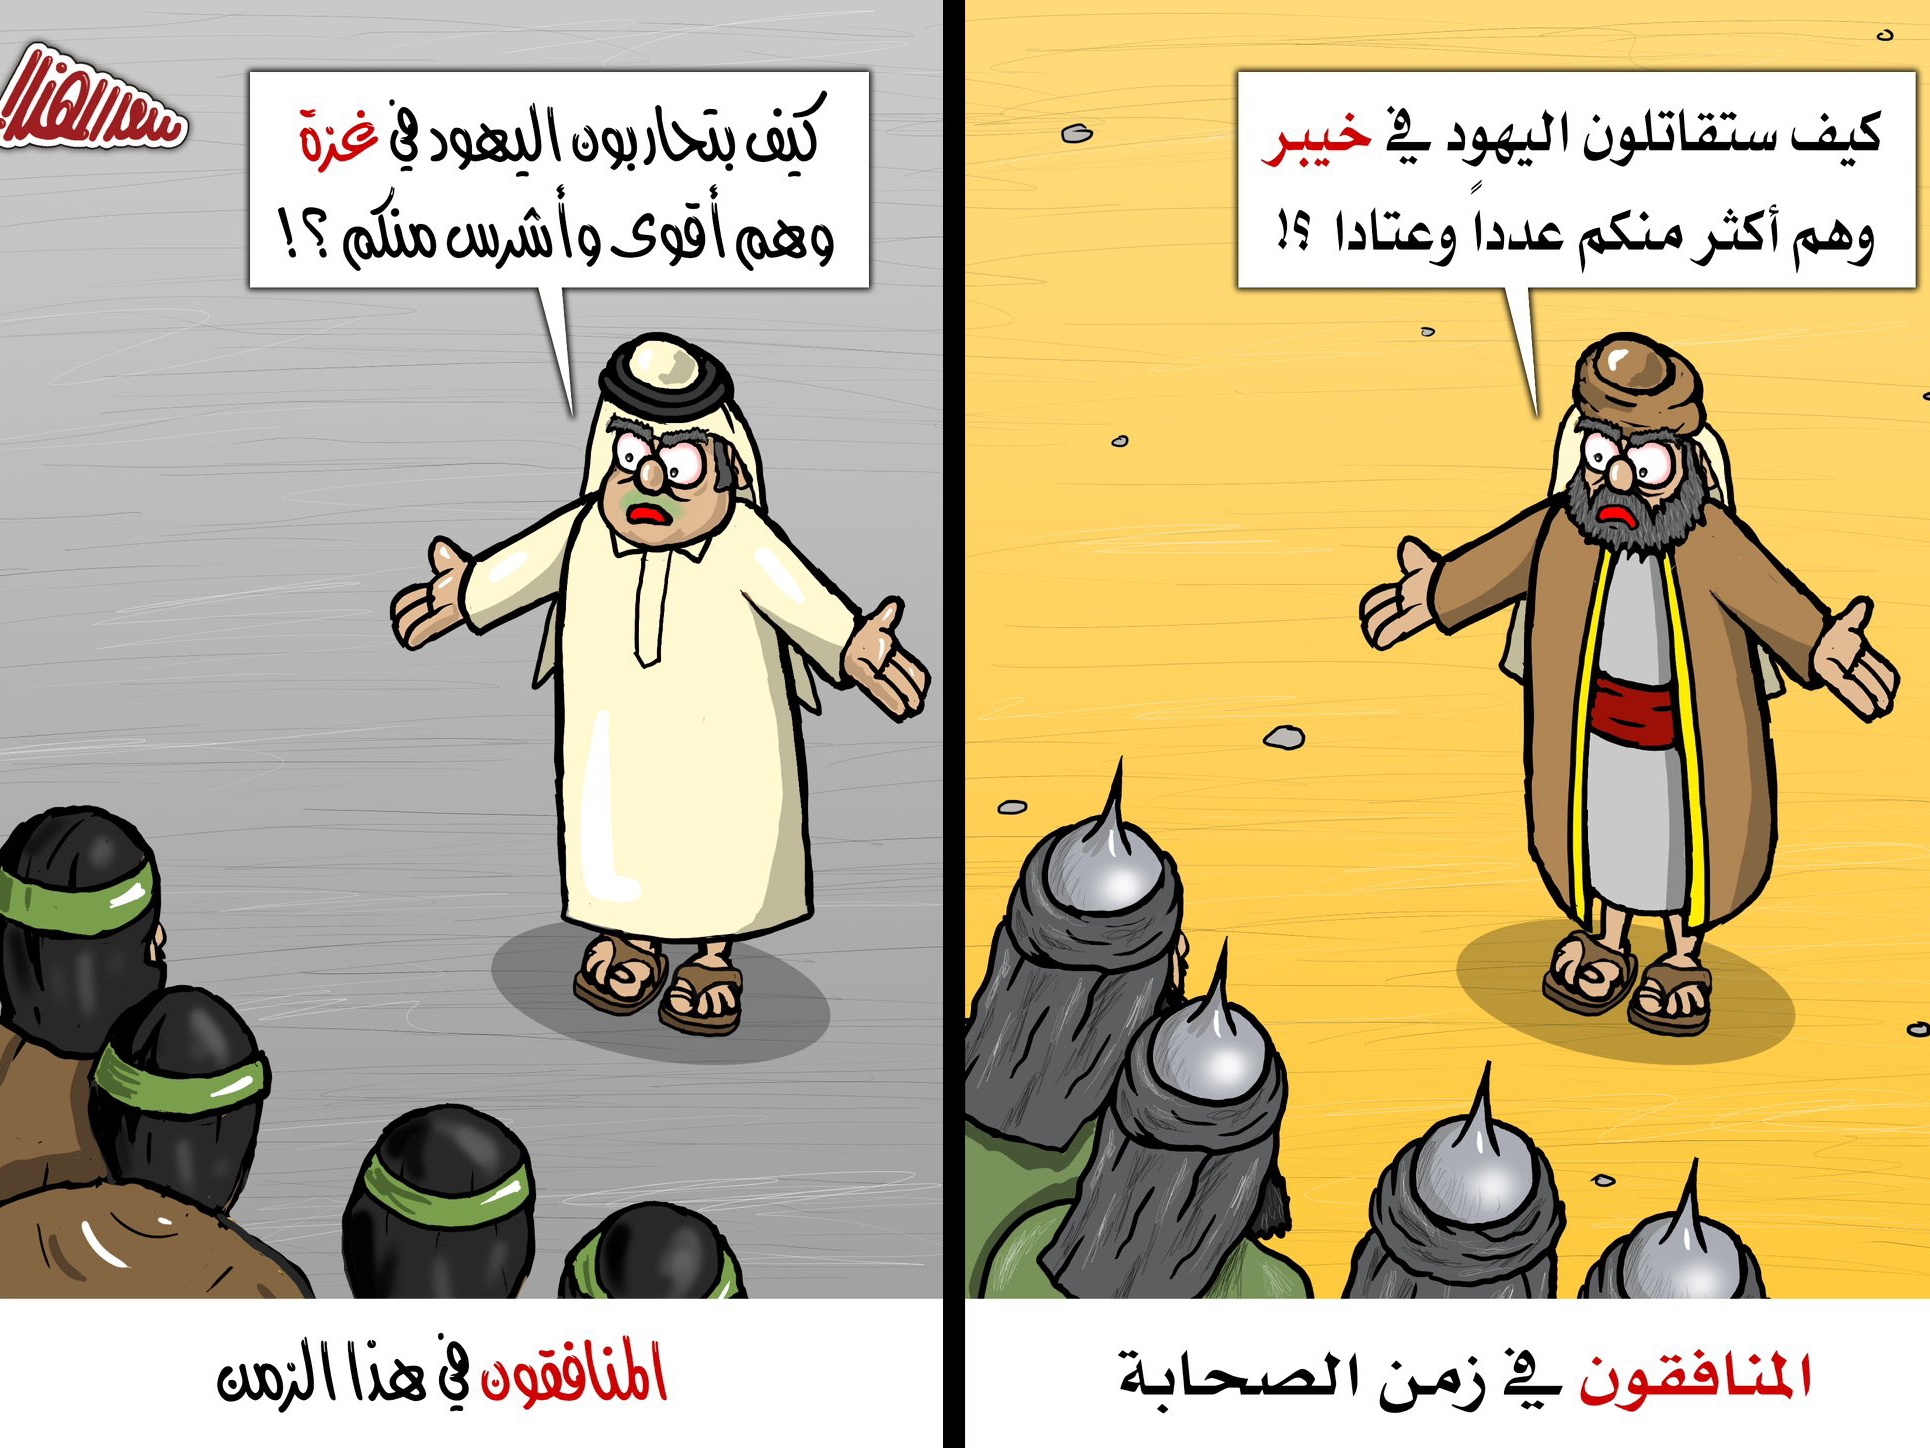 كيف ستقاتلون اليهود في خيبر
وهم أكثر منكم عدداً وعتادا ؟!
المنافقون في زمن الصحابة
كيف بتحاربون اليهود في غزة
وهم أقوى وأشرس منكم ؟!
المنافقون في هذا الزمن